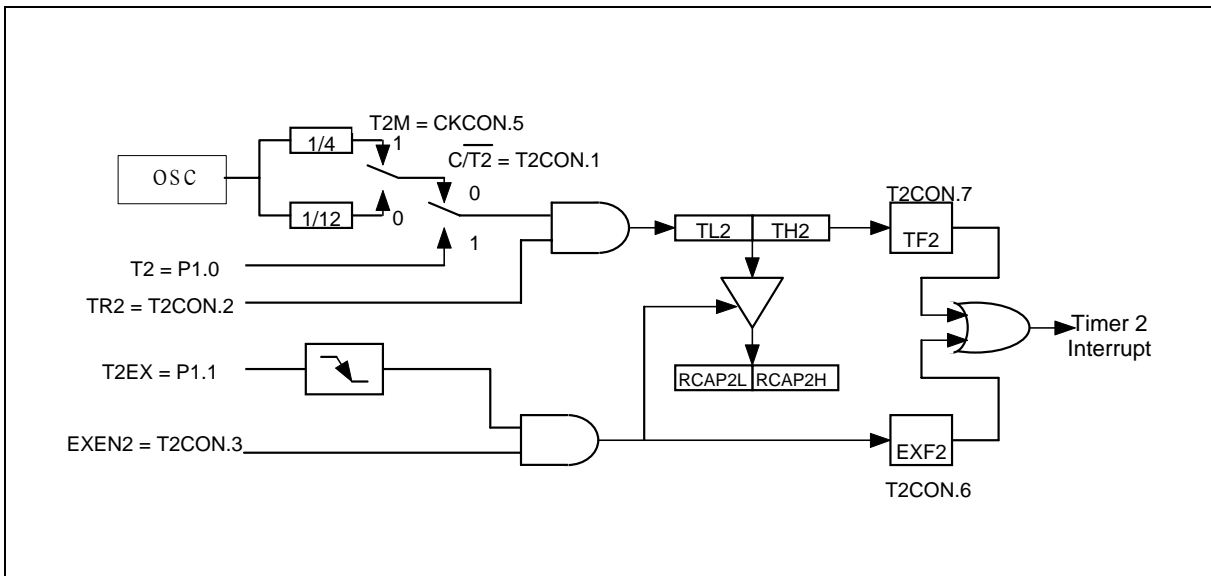 T2M = CKCON.5
1/4
1
C/T2 = T2CON.1
OSC
0
T2CON.7
1/12
0
TL2
TH2
TF2
1
T2 = P1.0
TR2 = T2CON.2
Timer 2
Interrupt
T2EX = P1.1
RCAP2L
RCAP2H
EXEN2 = T2CON.3
EXF2
T2CON.6